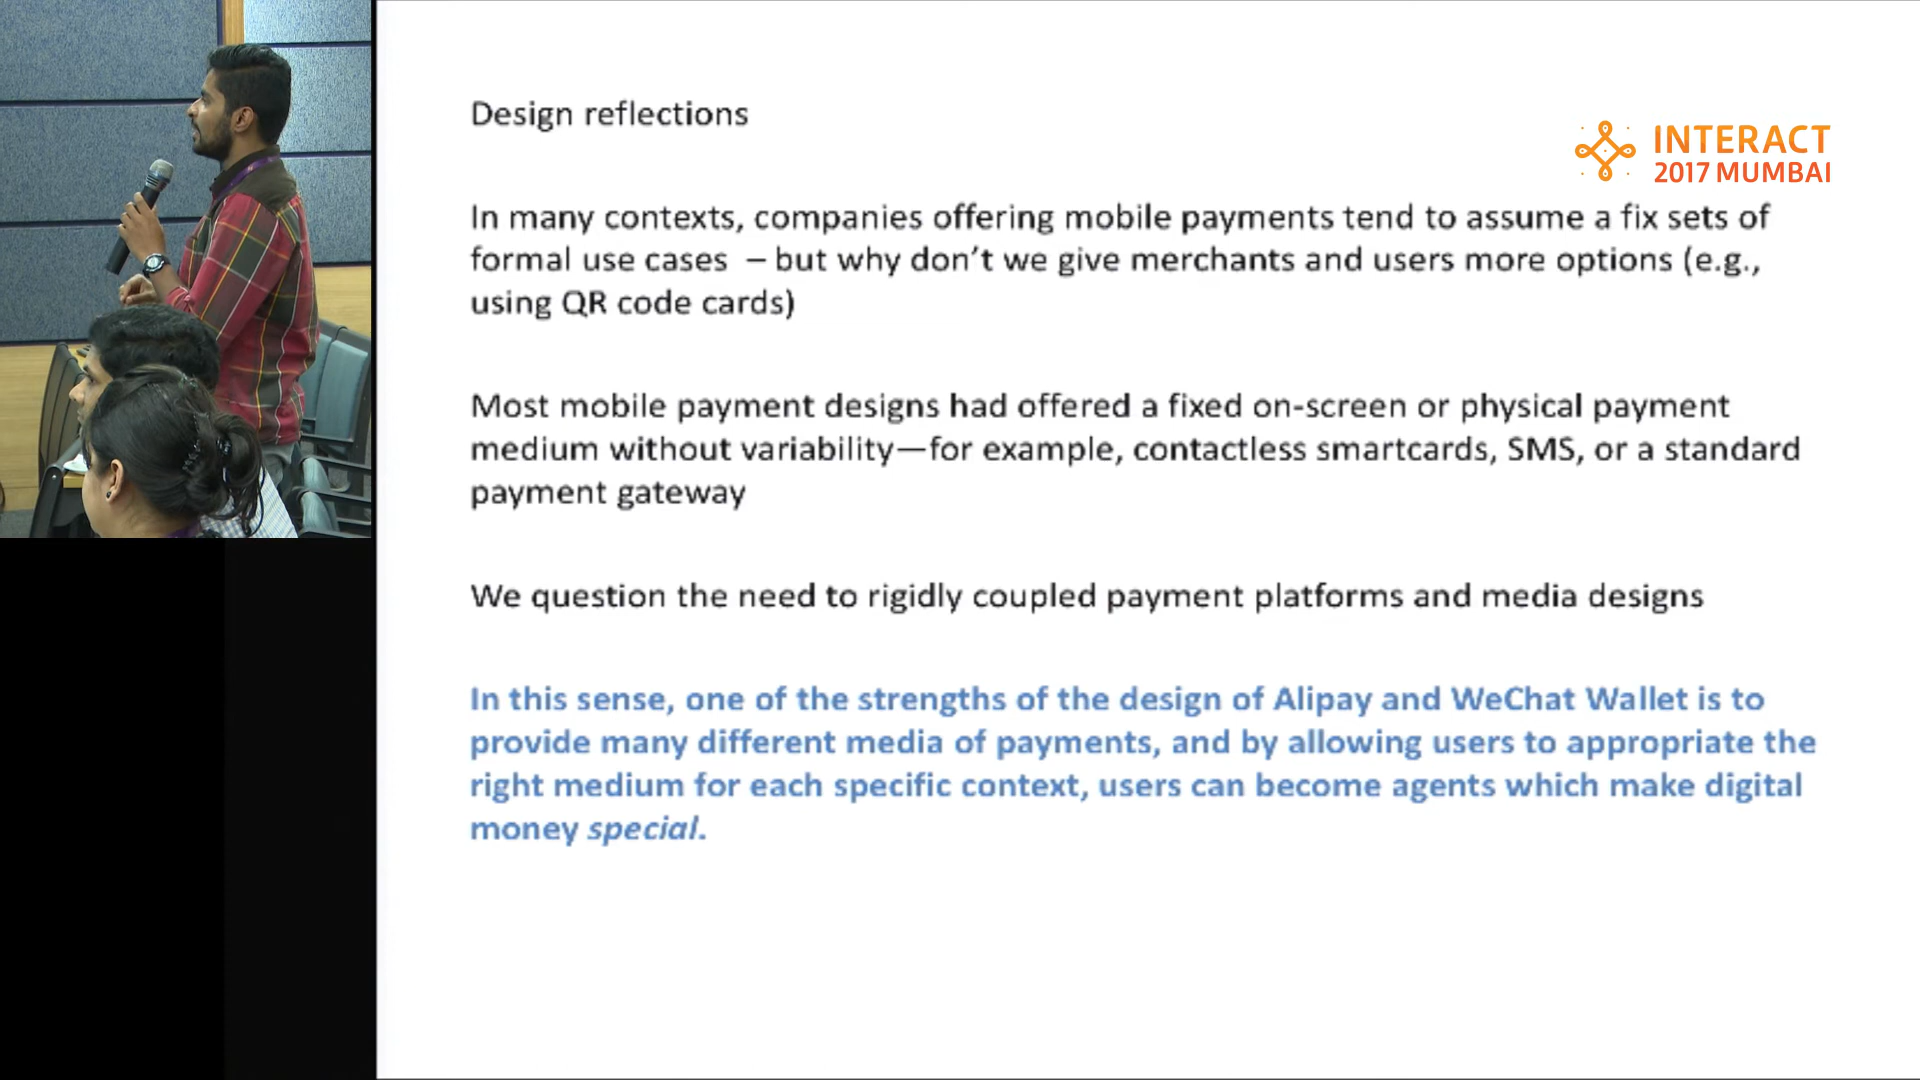 Design reflections
INTERACT
2017 MUMBAI
In many contexts, companies offering mobile payments tend to assume a fix sets of
formal use cases – but why don't we give merchants and users more options (e.g.,
using QR code cards)
Most mobile payment designs had offered a fixed on-screen or physical payment
medium without variability—for example, contactless smartcards, SMS, or a standard
payment gateway
We question the need to rigidly coupled payment platforms and media designs
In this sense, one of the strengths of the design of Alipay and WeChat Wallet is to
provide many different media of payments, and by allowing users to appropriate the
right medium for each specific context, users can become agents which make digital
money special.